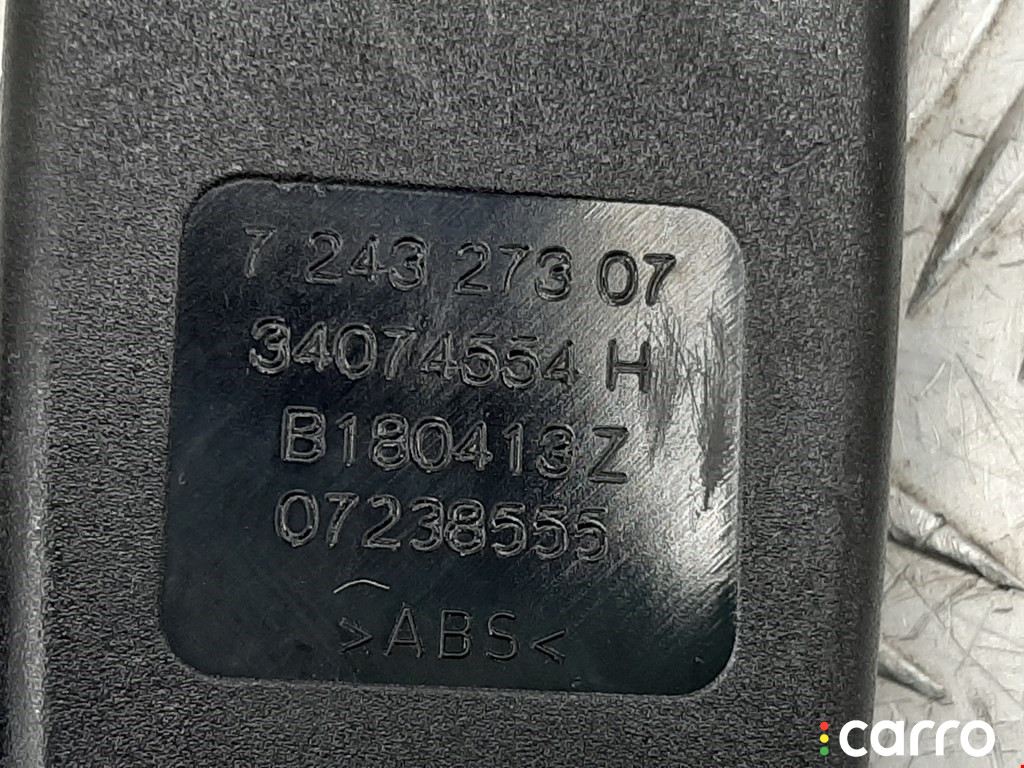 7 243 273 07
34074554 H
B180413Z
07238555
>ABS<
carro